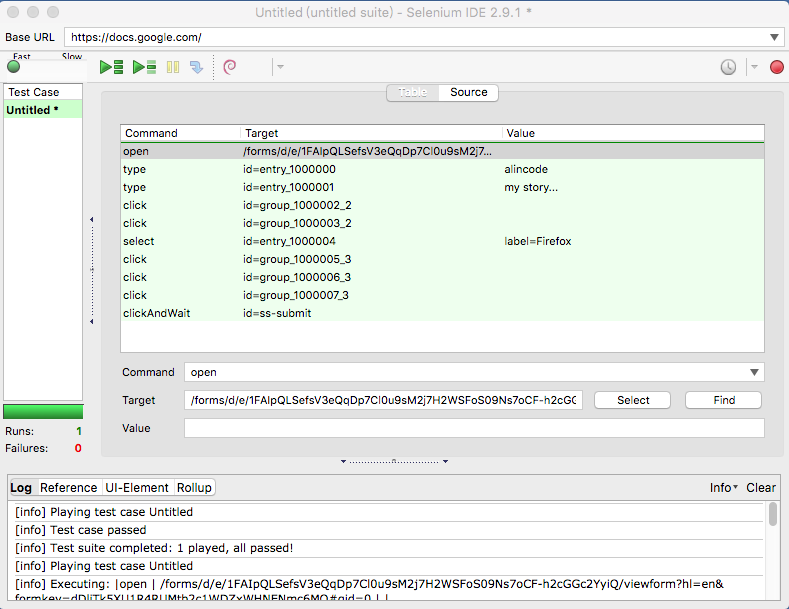 Untitled (untitled suite) - Selenium IDE 2.9.1 *
Base URL https://docs.google.com/
Fast Slow
Test Case
Untitled *
Table Source
Command Target Value
open /forms/d/e/1FAIpQLSefsV3eQqDp7Cl0u9sM2j7...
type id=entry_1000000 alincode
type id=entry_1000001 my story...
click id=group_1000002_2
click id=group_1000003_2
select id=entry_1000004 label=Firefox
click id=group_1000005_3
click id=group_1000006_3
click id=group_1000007_3
clickAndWait id=ss-submit
Command open
Target /forms/d/e/1FAIpQLSefsV3eQqDp7Cl0u9sM2j7H2WSFoS09Ns7oCF-h2cGG Select Find
Value
Runs: 1
Failures: 0
Log Reference UI-Element Rollup Info Clear
[info] Playing test case Untitled
[info] Test case passed
[info] Test suite completed: 1 played, all passed!
[info] Playing test case Untitled
[info] Executing: |open | /forms/d/e/1FAIpQLSefsV3eQqDp7Cl0u9sM2j7H2WSFoS09Ns7oCF-h2cGGc2YyiQ/viewform?hl=en&